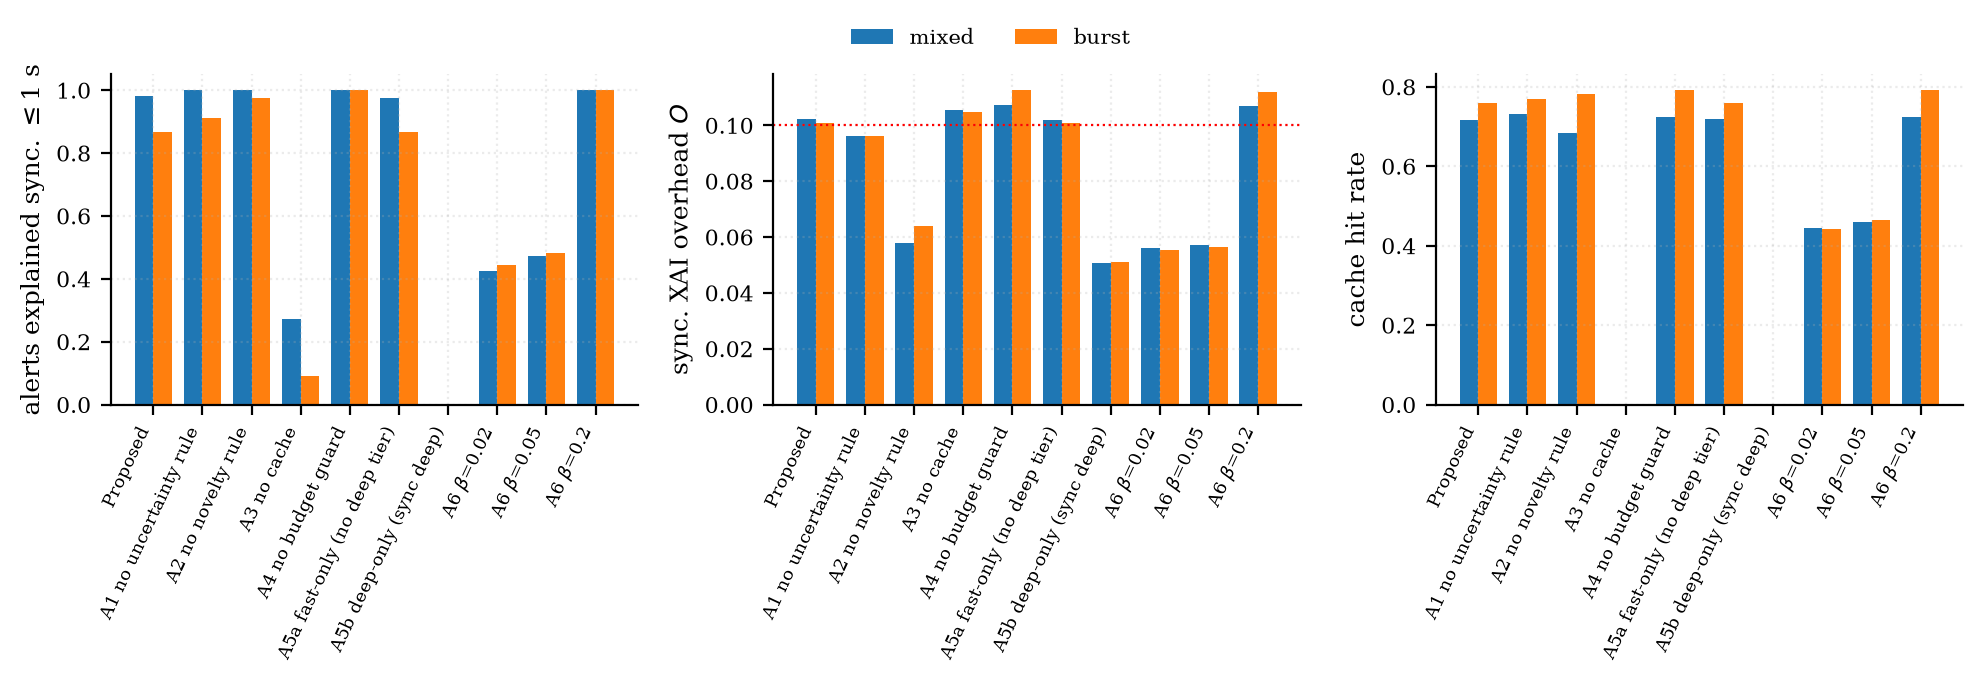 mixed
burst
alerts explained sync. ≤ 1 s
1.0
0.8
0.6
0.4
0.2
0.0
Proposed
A1 no uncertainty rule
A2 no novelty rule
A3 no cache
A4 no budget guard
A5a fast-only (no deep tier)
A5b deep-only (sync deep)
A6 β=0.02
A6 β=0.05
A6 β=0.2
sync. XAI overhead O
0.10
0.08
0.06
0.04
0.02
0.00
Proposed
A1 no uncertainty rule
A2 no novelty rule
A3 no cache
A4 no budget guard
A5a fast-only (no deep tier)
A5b deep-only (sync deep)
A6 β=0.02
A6 β=0.05
A6 β=0.2
cache hit rate
0.8
0.6
0.4
0.2
0.0
Proposed
A1 no uncertainty rule
A2 no novelty rule
A3 no cache
A4 no budget guard
A5a fast-only (no deep tier)
A5b deep-only (sync deep)
A6 β=0.02
A6 β=0.05
A6 β=0.2